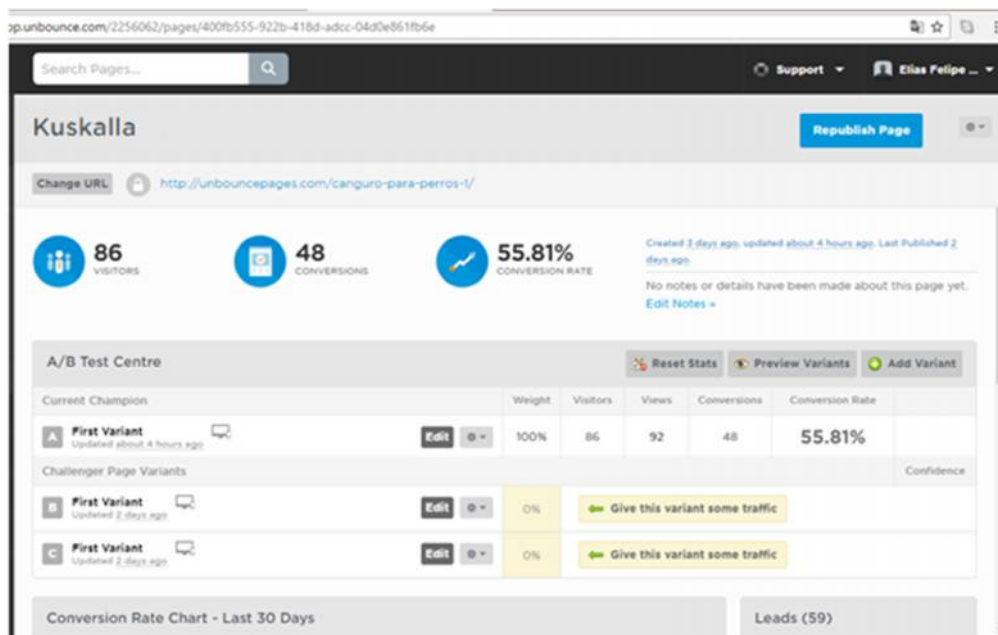 op.unbounce.com/2256062/pages/400fb555-922b-418d-adcc-04d0e861fb6e
Search Pages...
Support
Elias Felipe ...
Kuskalla
Republish Page
Change URL
http://unbouncepages.com/canguro-para-perros-1/
86
VISITORS
48
CONVERSIONS
55.81%
CONVERSION RATE
Created 3 days ago, updated about 4 hours ago. Last Published 2
days ago.
No notes or details have been made about this page yet.
Edit Notes »
A/B Test Centre
Reset Stats
Preview Variants
Add Variant
Current Champion Weight Visitors Views Conversions Conversion Rate
A First Variant Edit 100% 86 92 48 55.81%
Updated about 4 hours ago
Challenger Page Variants Confidence
B First Variant Edit 0% Give this variant some traffic
Updated 2 days ago
C First Variant Edit 0% Give this variant some traffic
Updated 2 days ago
Conversion Rate Chart - Last 30 Days
Leads (59)